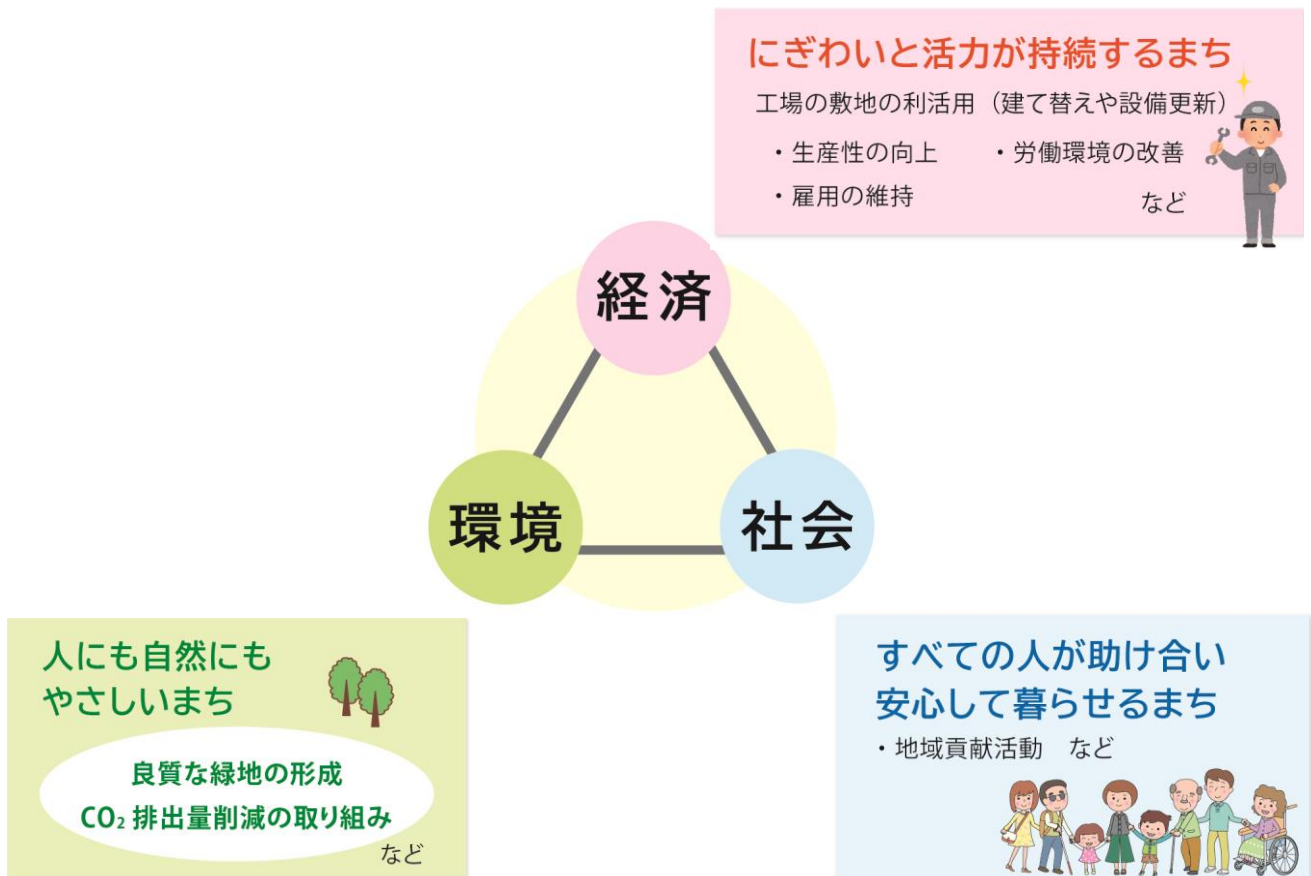 にぎわいと活力が持続するまち
工場の敷地の利活用（建て替えや設備更新）
・生産性の向上　・労働環境の改善
・雇用の維持　など
経済
環境
社会
人にも自然にも
やさしいまち
良質な緑地の形成
CO₂排出量削減の取り組み
など
すべての人が助け合い
安心して暮らせるまち
・地域貢献活動　など